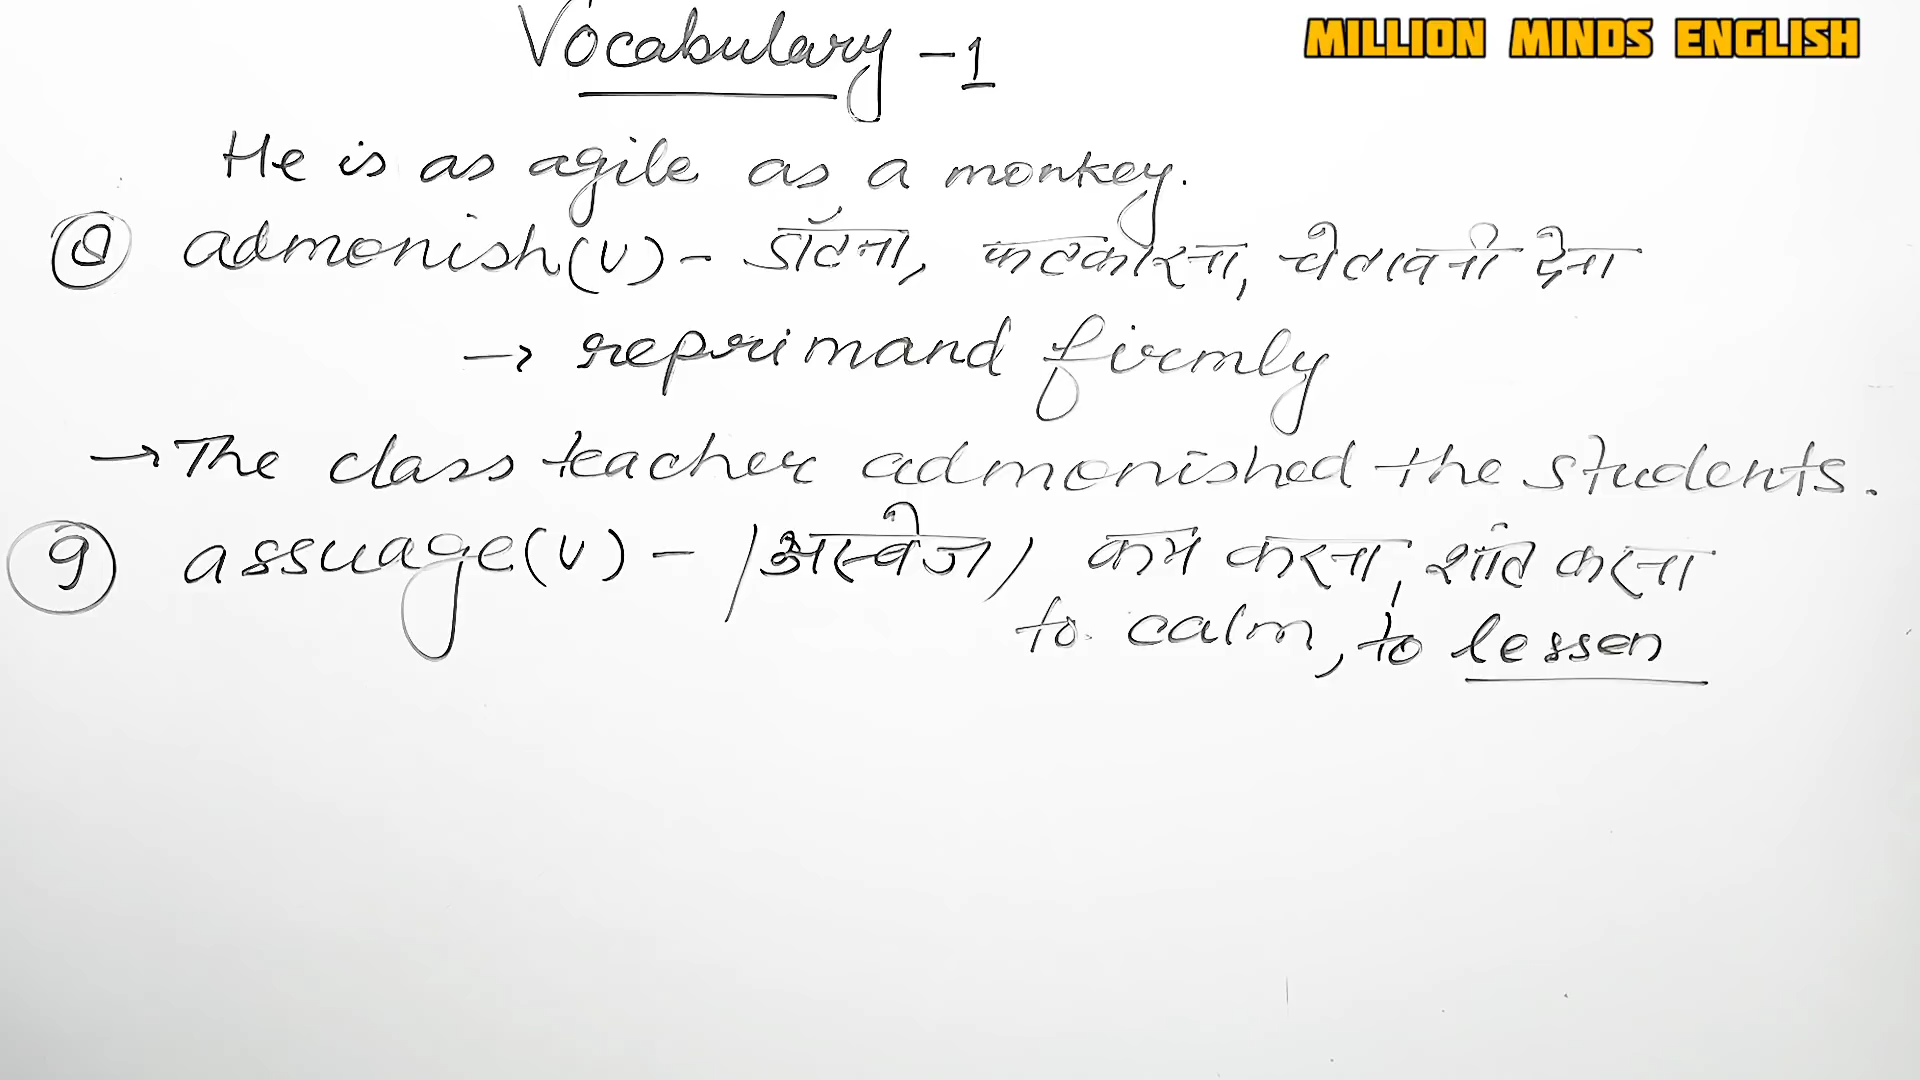 Vocabulary - 1
MILLION MINDS ENGLISH
He is as agile as a monkey.
8 admonish (v) - डाँटना, फटकारना, चेतावनी देना
→ reprimand firmly
→ The class teacher admonished the students.
9 assuage (v) - /अस्वेज/ कम करना, शांत करना
to calm, to lessen